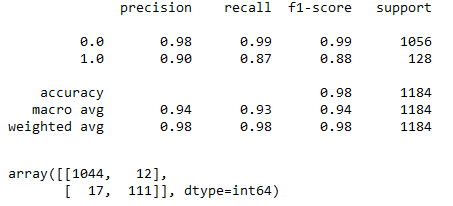 precision recall f1-score support
0.0 0.98 0.99 0.99 1056
1.0 0.90 0.87 0.88 128
accuracy 0.98 1184
macro avg 0.94 0.93 0.94 1184
weighted avg 0.98 0.98 0.98 1184
array([[1044, 12],
[ 17, 111]], dtype=int64)